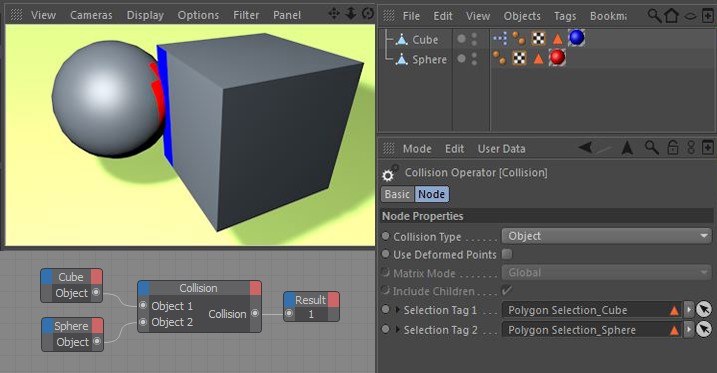 View Cameras Display Options Filter Panel
File Edit View Objects Tags Bookma
Cube
Sphere
Mode Edit User Data
Collision Operator [Collision]
Basic Node
Node Properties
Collision Type Object
Use Deformed Points
Matrix Mode Global
Include Children
Selection Tag 1 Polygon Selection_Cube
Selection Tag 2 Polygon Selection_Sphere
Cube
Object
Sphere
Object
Collision
Object 1
Object 2
Collision
Result
1